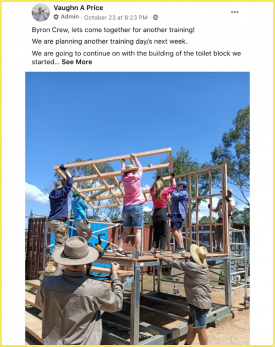 Vaughn A Price
Admin · October 23 at 8:23 PM ·
Byron Crew, lets come together for another training!
We are planning another training day/s next week.
We are going to continue on with the building of the toilet block we
started... See More